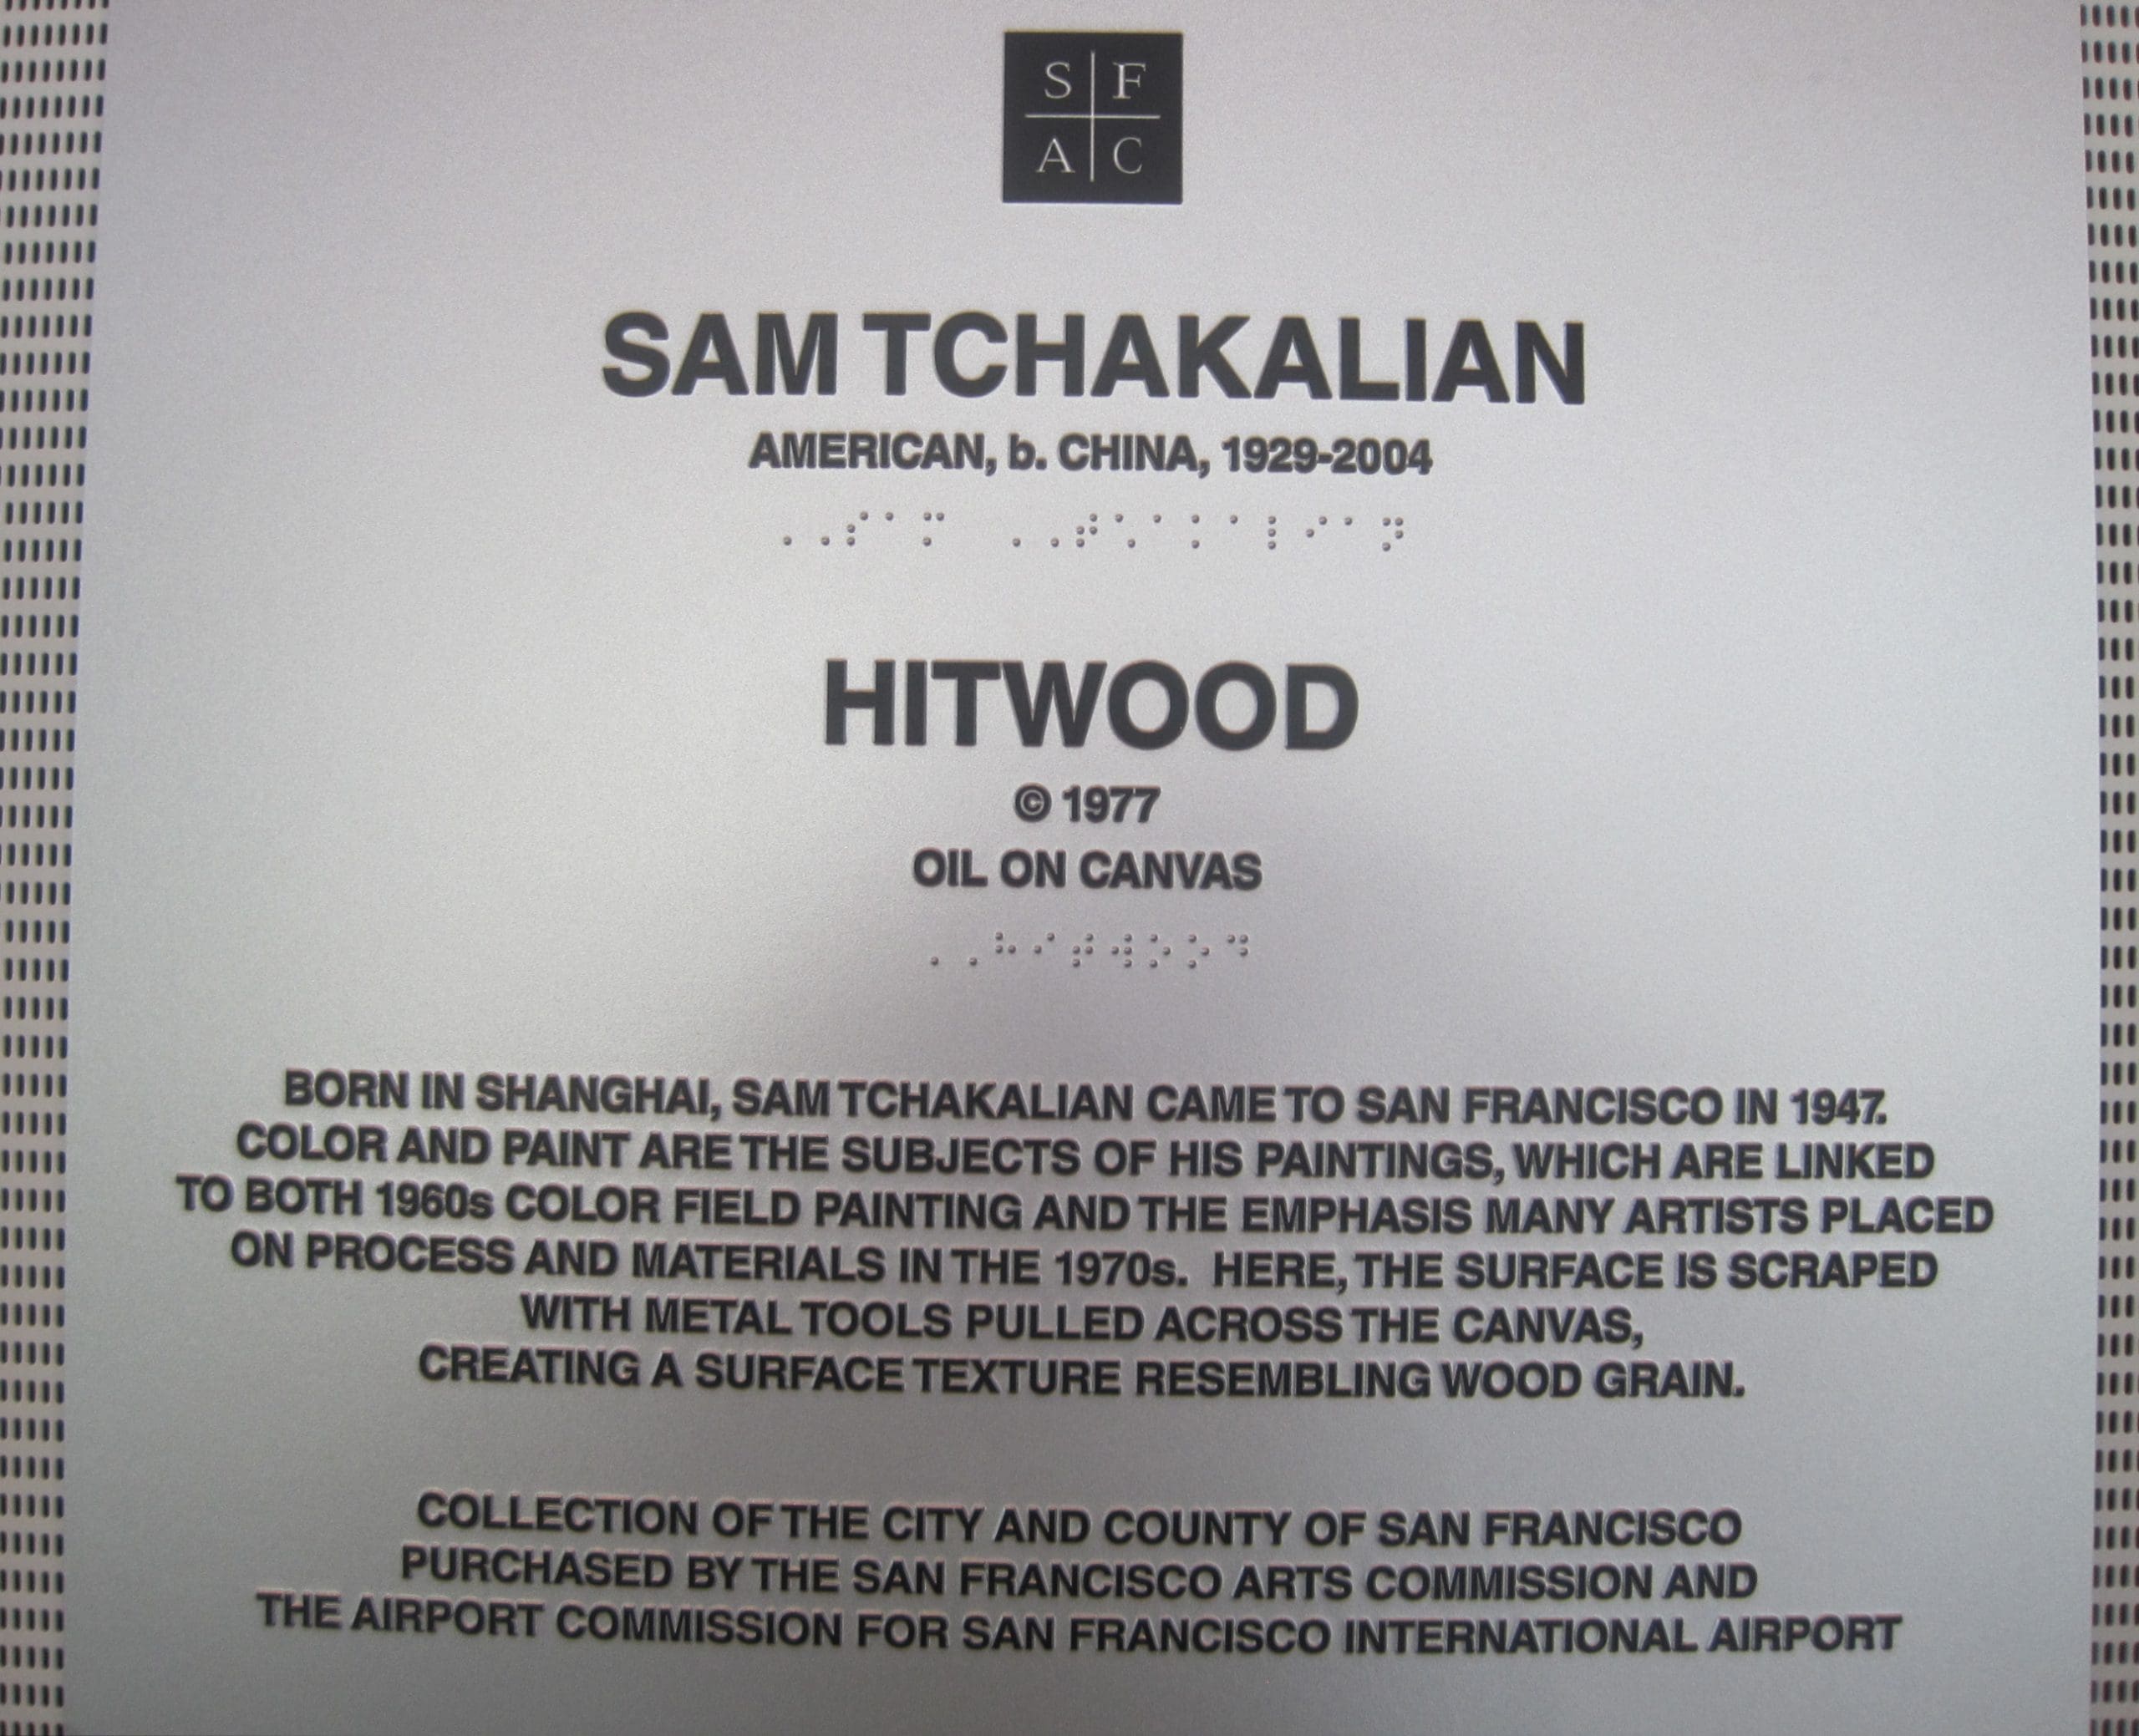 S F
A C
SAM TCHAKALIAN
AMERICAN, b. CHINA, 1929-2004
⠠⠠⠎⠁⠍ ⠠⠠⠞⠡⠁⠅⠁⠇⠊⠁⠝
HITWOOD
© 1977
OIL ON CANVAS
⠠⠠⠓⠊⠞⠺⠕⠕⠙
BORN IN SHANGHAI, SAM TCHAKALIAN CAME TO SAN FRANCISCO IN 1947.
COLOR AND PAINT ARE THE SUBJECTS OF HIS PAINTINGS, WHICH ARE LINKED
TO BOTH 1960s COLOR FIELD PAINTING AND THE EMPHASIS MANY ARTISTS PLACED
ON PROCESS AND MATERIALS IN THE 1970s. HERE, THE SURFACE IS SCRAPED
WITH METAL TOOLS PULLED ACROSS THE CANVAS,
CREATING A SURFACE TEXTURE RESEMBLING WOOD GRAIN.
COLLECTION OF THE CITY AND COUNTY OF SAN FRANCISCO
PURCHASED BY THE SAN FRANCISCO ARTS COMMISSION AND
THE AIRPORT COMMISSION FOR SAN FRANCISCO INTERNATIONAL AIRPORT